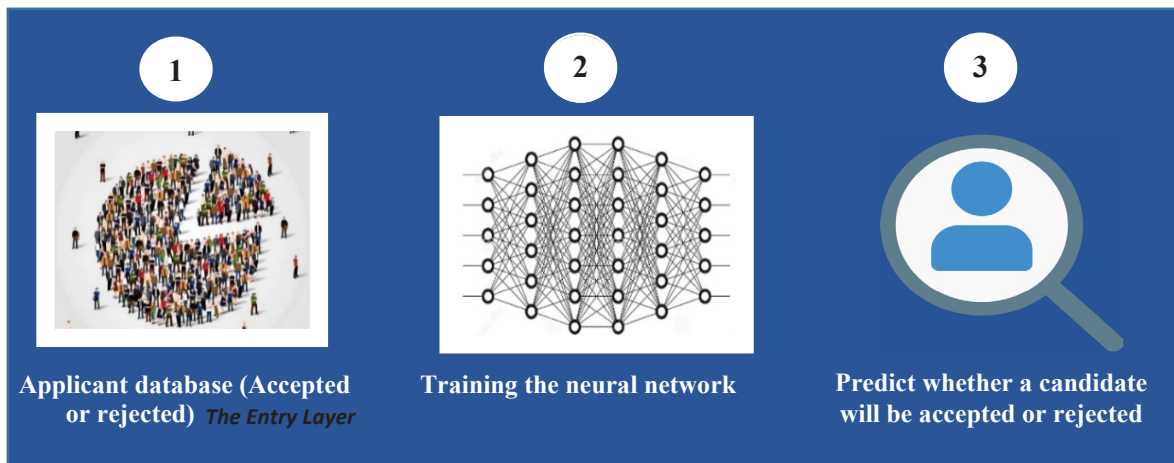 1
2
3
Applicant database (Accepted
or rejected) The Entry Layer
Training the neural network
Predict whether a candidate
will be accepted or rejected